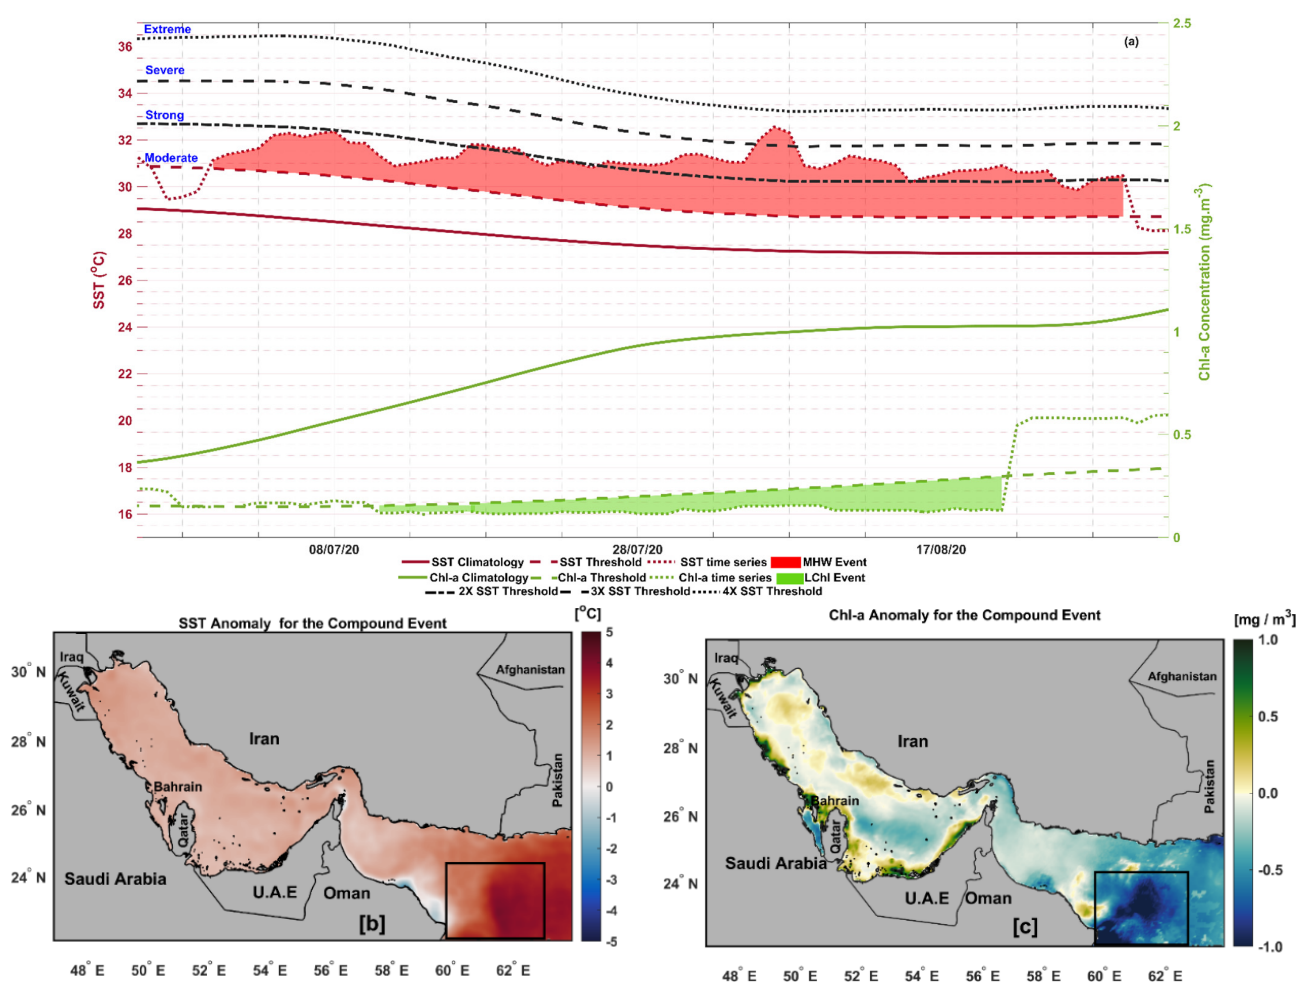 Extreme
Severe
Strong
Moderate
(a)
36
34
32
30
28
26
24
22
20
18
16
SST (°C)
2.5
2
1.5
1
0.5
0
Chl-a Concentration (mg.m⁻³)
08/07/20 28/07/20 17/08/20
SST Climatology SST Threshold SST time series MHW Event
Chl-a Climatology Chl-a Threshold Chl-a time series LChl Event
2X SST Threshold 3X SST Threshold 4X SST Threshold
SST Anomaly for the Compound Event
[°C]
5
4
3
2
1
0
-1
-2
-3
-4
-5
30° N
28° N
26° N
24° N
Iraq
Kuwait
Iran
Afghanistan
Pakistan
Bahrain
Qatar
Saudi Arabia
U.A.E
Oman
[b]
48° E 50° E 52° E 54° E 56° E 58° E 60° E 62° E
Chl-a Anomaly for the Compound Event
[mg / m³]
1.0
0.5
0.0
-0.5
-1.0
30° N
28° N
26° N
24° N
Iraq
Kuwait
Iran
Afghanistan
Pakistan
Bahrain
Qatar
Saudi Arabia
U.A.E
Oman
[c]
48° E 50° E 52° E 54° E 56° E 58° E 60° E 62° E